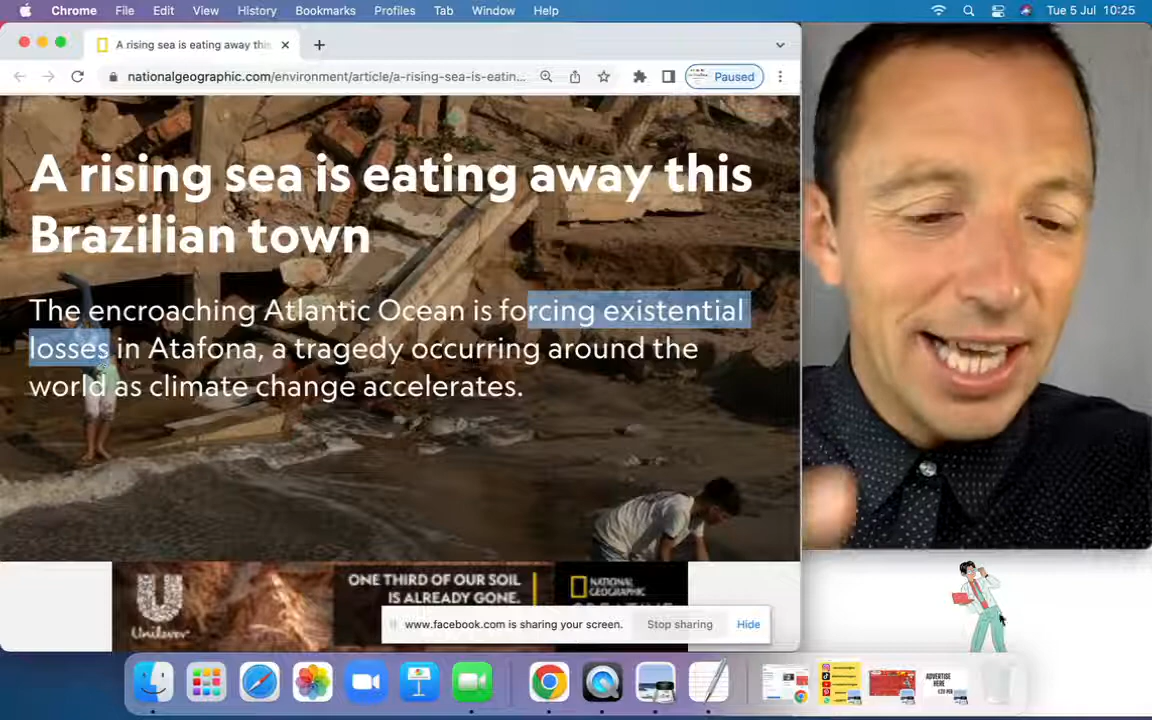 Chrome File Edit View History Bookmarks Profiles Tab Window Help Tue 5 Jul 10:25
A rising sea is eating away this
nationalgeographic.com/environment/article/a-rising-sea-is-eatin... Paused
A rising sea is eating away this
Brazilian town
The encroaching Atlantic Ocean is forcing existential
losses in Atafona, a tragedy occurring around the
world as climate change accelerates.
ONE THIRD OF OUR SOIL
IS ALREADY GONE.
NATIONAL
GEOGRAPHIC
Unilever
www.facebook.com is sharing your screen. Stop sharing Hide
ADVERTISE
HERE